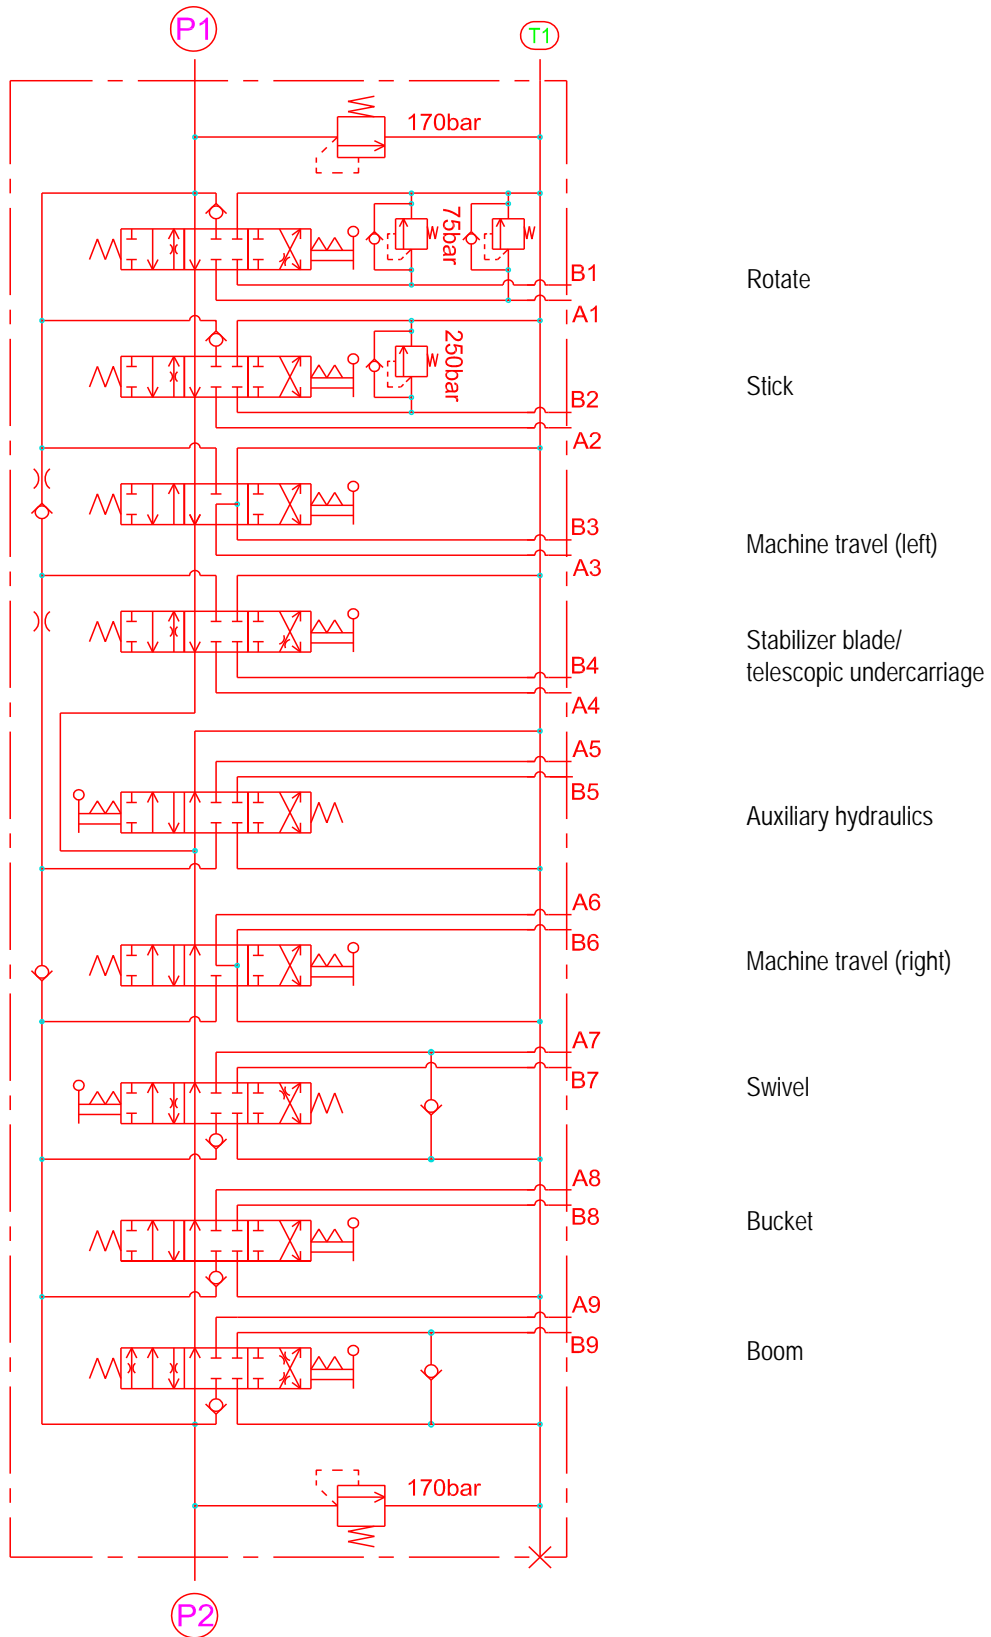 P1
T1
170bar
75bar
B1
Rotate
A1
250bar
Stick
B2
A2
B3
Machine travel (left)
A3
Stabilizer blade/
telescopic undercarriage
B4
A4
A5
B5
Auxiliary hydraulics
A6
B6
Machine travel (right)
A7
B7
Swivel
A8
B8
Bucket
A9
B9
Boom
170bar
P2